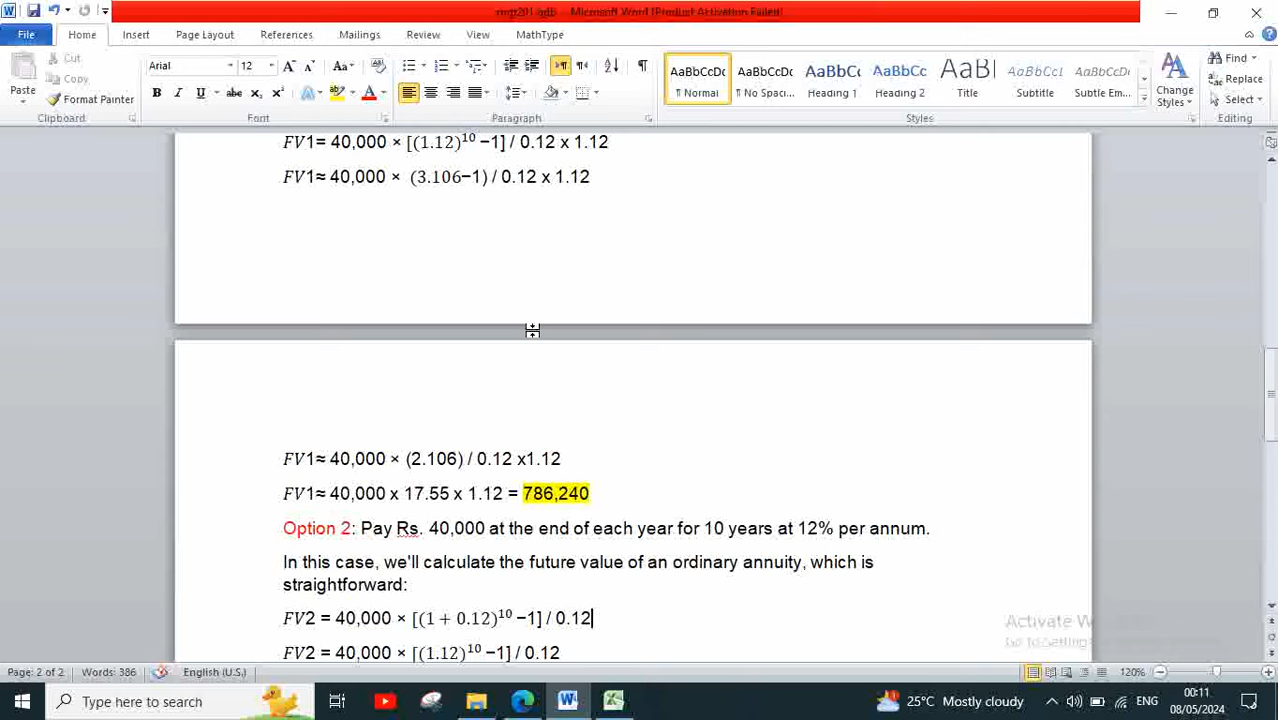 mgt201 gdb - Microsoft Word (Product Activation Failed)
File Home Insert Page Layout References Mailings Review View MathType
Paste
Cut
Copy
Format Painter
Clipboard
Arial 12
B I U abc x₂ x² A A
Aa
Font
Paragraph
AaBbCcDc AaBbCcDc AaBbCc AaBbCc AaBl AaBbCcl AaBbCcDc
¶ Normal ¶ No Spaci... Heading 1 Heading 2 Title Subtitle Subtle Em...
Styles
Change Styles
Find
Replace
Select
Editing
FV1= 40,000 × [(1.12)¹⁰ −1] / 0.12 x 1.12
FV1≈ 40,000 × (3.106−1) / 0.12 x 1.12
FV1≈ 40,000 × (2.106) / 0.12 x1.12
FV1≈ 40,000 x 17.55 x 1.12 = 786,240
Option 2: Pay Rs. 40,000 at the end of each year for 10 years at 12% per annum.
In this case, we'll calculate the future value of an ordinary annuity, which is
straightforward:
FV2 = 40,000 × [(1 + 0.12)¹⁰ −1] / 0.12
FV2 = 40,000 × [(1.12)¹⁰ −1] / 0.12
Activate W
Go to Setting
Page: 2 of 2 Words: 386 English (U.S.) 120%
Type here to search
25°C Mostly cloudy ENG
00:11
08/05/2024